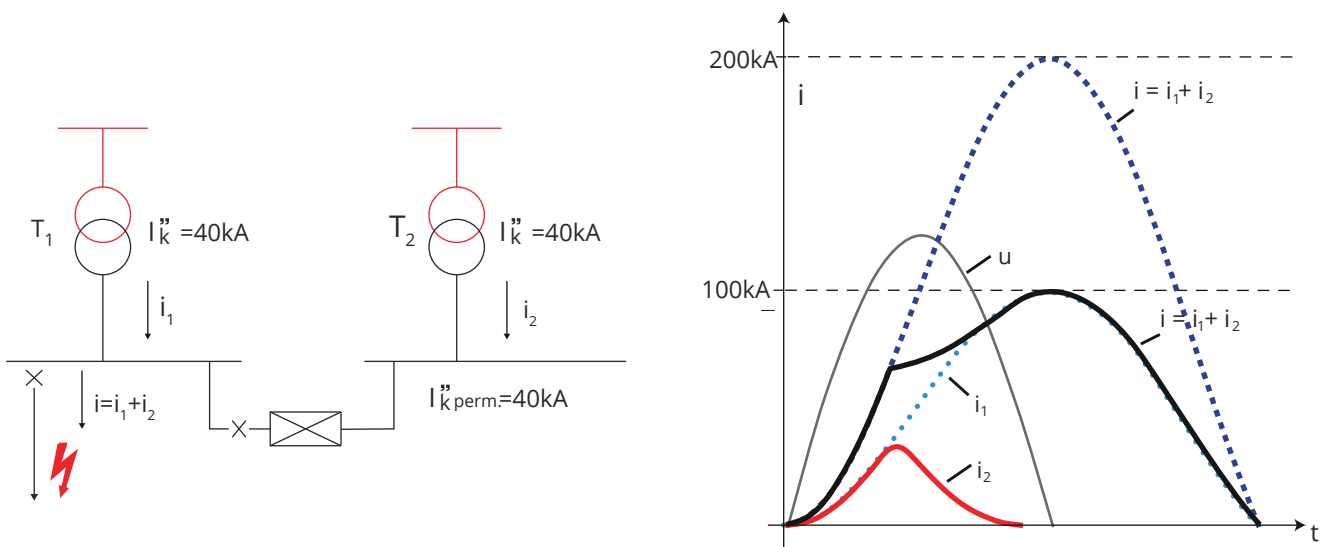 T₁
I"k =40kA
i₁
T₂
I"k =40kA
i₂
i=i₁+i₂
I"k perm.=40kA
200kA
i
i = i₁+ i₂
u
100kA
i = i₁+ i₂
i₁
i₂
t